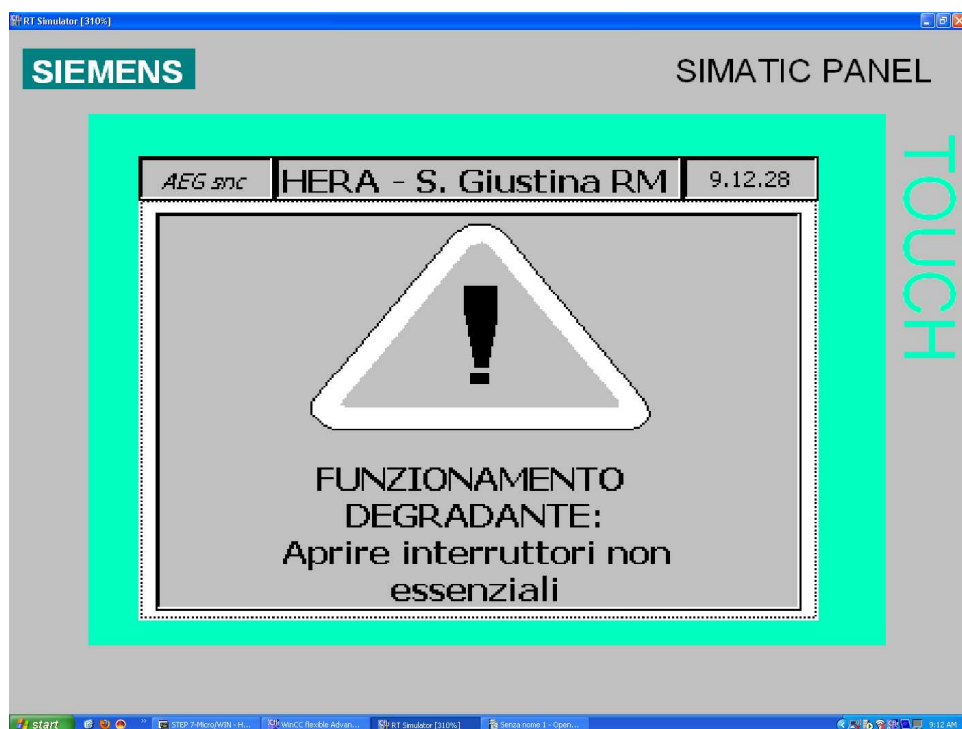 RT Simulator [310%]
SIEMENS
SIMATIC PANEL
TOUCH
AEG snc
HERA - S. Giustina RM
9.12.28
FUNZIONAMENTO
DEGRADANTE:
Aprire interruttori non
essenziali
start
STEP 7-Micro/WIN - H...
WinCC flexible Advan...
RT Simulator [310%]
Senza nome 1 - Open...
9:12 AM